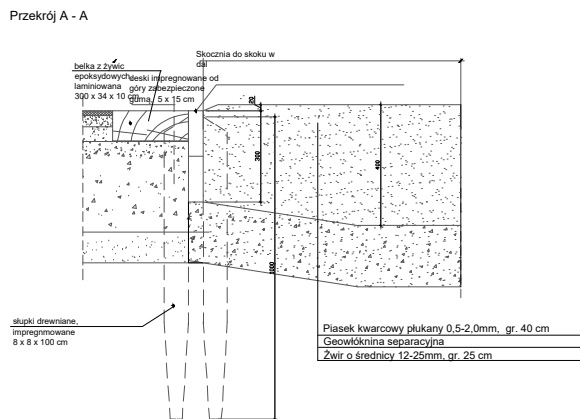 Przekrój A - A
Skocznia do skoku w
dal
belka z żywic
epoksydowych,
laminowana
300 x 34 x 10 cm
deski impregnowane od
góry zabezpieczone
gumą, 5 x 15 cm
20
300
400
1000
słupki drewniane,
impregnmowane
8 x 8 x 100 cm
Piasek kwarcowy płukany 0,5-2,0mm, gr. 40 cm
Geowłóknina separacyjna
Żwir o średnicy 12-25mm, gr. 25 cm